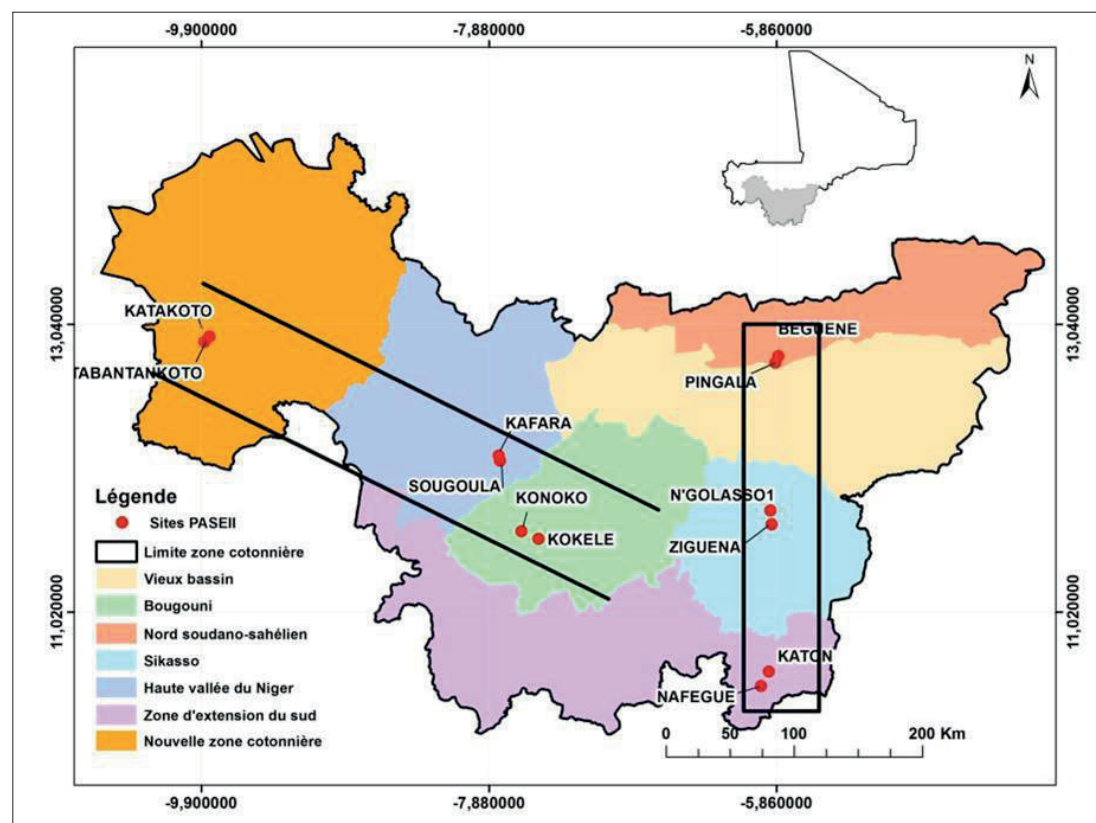 -9,900000 -7,880000 -5,860000
N
13,040000 13,040000
11,020000 11,020000
KATAKOTO
TABANTANKOTO
BEGUENE
PINGALA
KAFARA
SOUGOULA
KONOKO
KOKELE
N'GOLASSO1
ZIGUENA
KATON
NAFEGUE
Légende
Sites PASEII
Limite zone cotonnière
Vieux bassin
Bougouni
Nord soudano-sahélien
Sikasso
Haute vallée du Niger
Zone d'extension du sud
Nouvelle zone cotonnière
0 50 100 200 Km
-9,900000 -7,880000 -5,860000